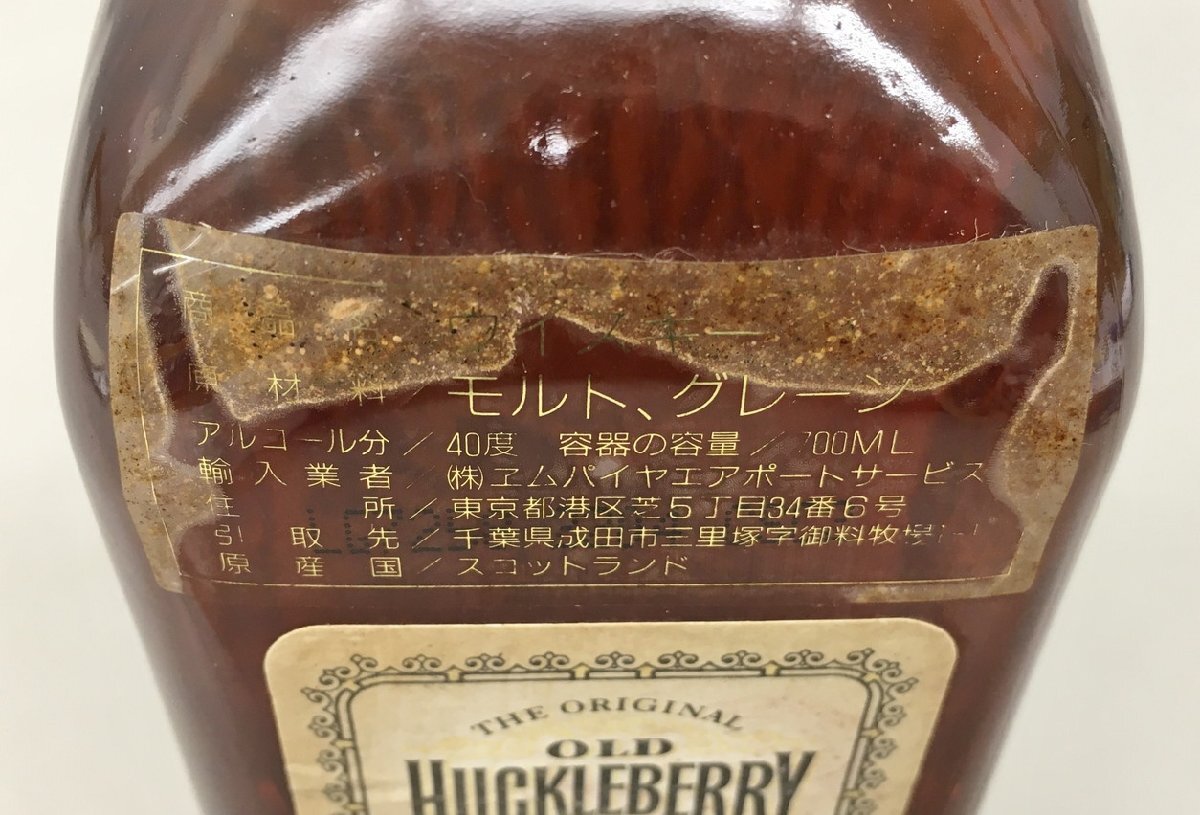 商品名 ウイスキー
原材料／モルト、グレーン
アルコール分／40度 容器の容量／700ML
輸入業者／㈱ヱムパイヤエアポートサービス
住所／東京都港区芝5丁目34番6号
引取先／千葉県成田市三里塚字御料牧場
原産国／スコットランド
THE ORIGINAL
OLD
HUCKLEBERRY